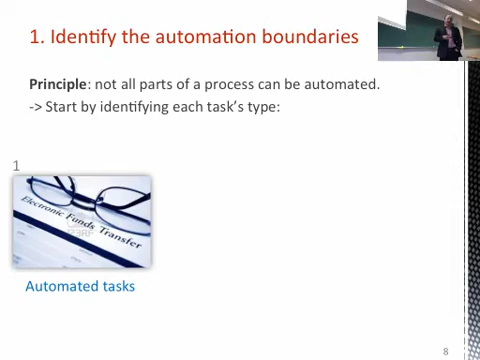 1. Identify the automation boundaries
Principle: not all parts of a process can be automated.
-> Start by identifying each task's type:
1
Electronic Funds Transfer
123RF
Automated tasks
8